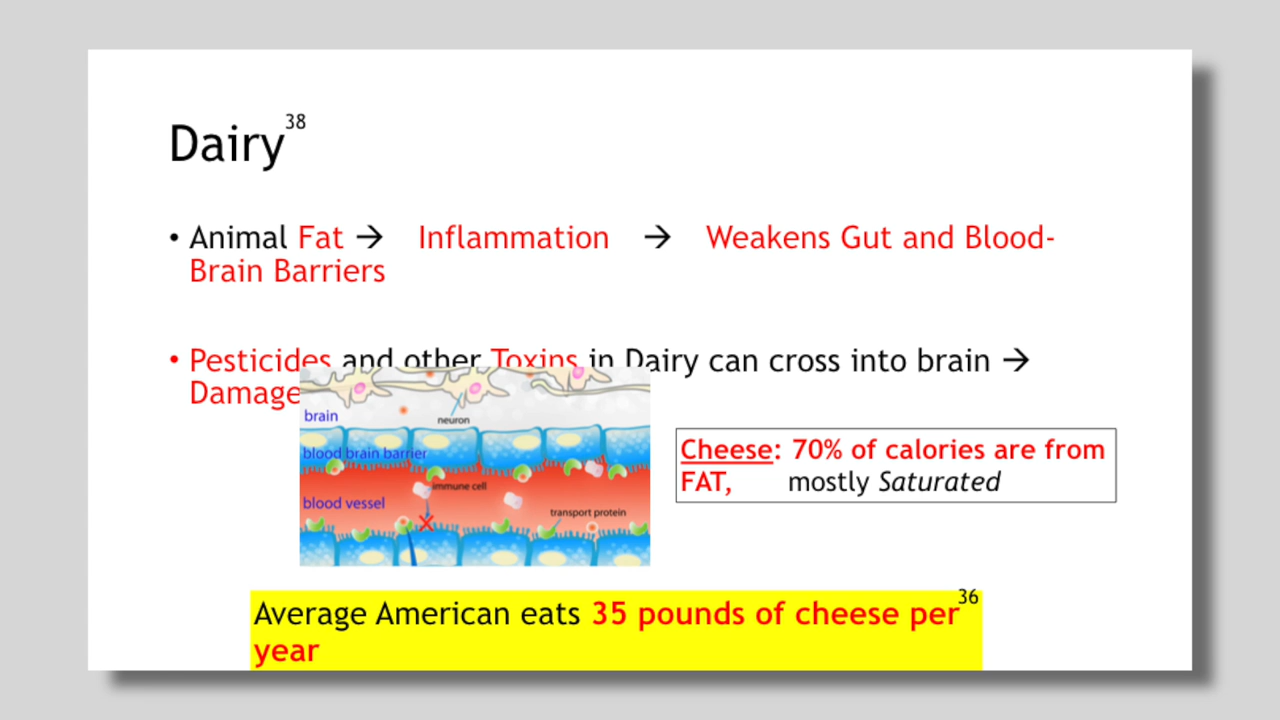 Dairy38
• Animal Fat → Inflammation → Weakens Gut and Blood-
Brain Barriers
• Pesticides and other Toxins in Dairy can cross into brain →
Damage
brain
neuron
blood brain barrier
immune cell
blood vessel
transport protein
Cheese: 70% of calories are from
FAT, mostly Saturated
Average American eats 35 pounds of cheese per36
year